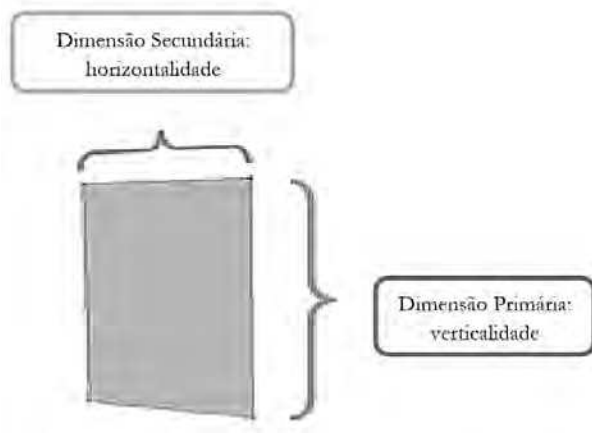 Dimensão Secundária:
horizontalidade
Dimensão Primária:
verticalidade